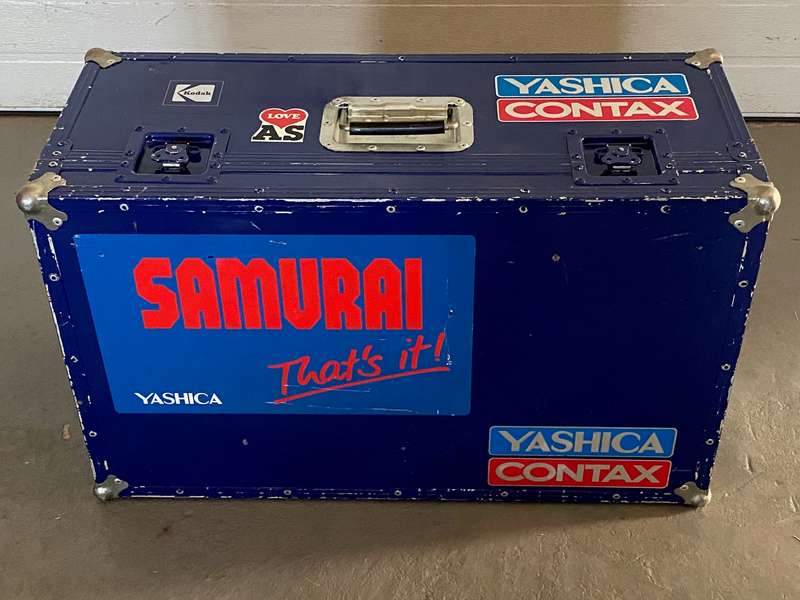 Kodak
LOVE
AS
YASHICA
CONTAX
SAMURAI
That's it!
YASHICA
YASHICA
CONTAX